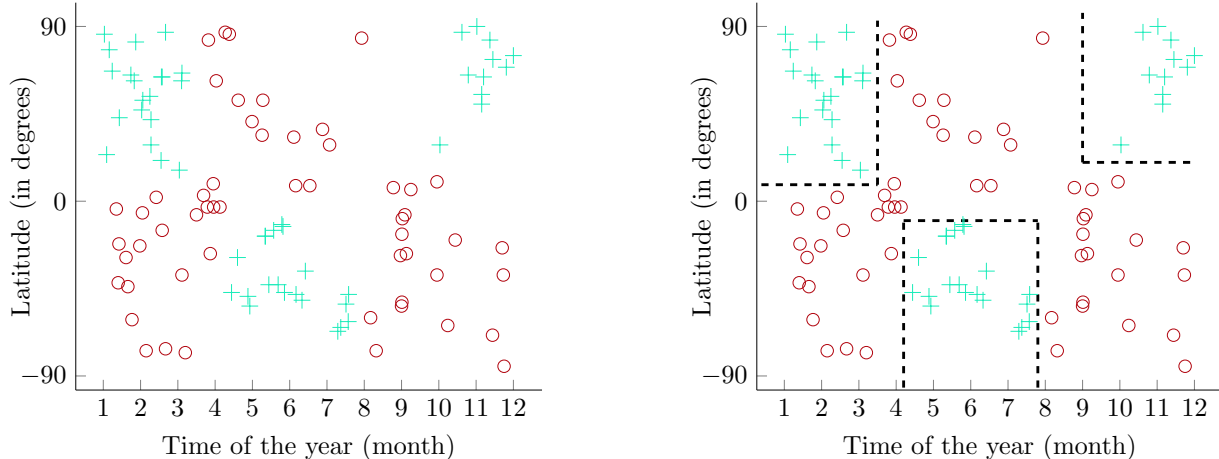 90
0
−90
Latitude (in degrees)
1 2 3 4 5 6 7 8 9 10 11 12
Time of the year (month)
90
0
−90
Latitude (in degrees)
1 2 3 4 5 6 7 8 9 10 11 12
Time of the year (month)